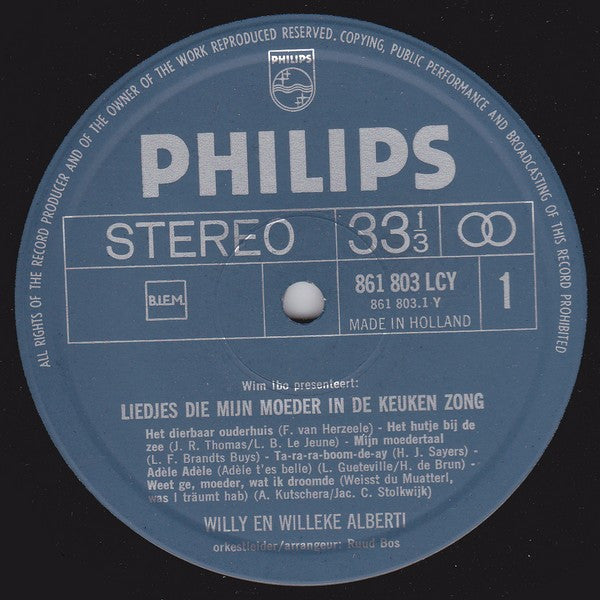 ALL RIGHTS OF THE RECORD PRODUCER AND OF THE OWNER OF THE WORK REPRODUCED RESERVED. COPYING, PUBLIC PERFORMANCE AND BROADCASTING OF THIS RECORD PROHIBITED
PHILIPS
PHILIPS
STEREO 33 1/3
B.I.E.M. 861 803 LCY 1
861 803.1 Y
MADE IN HOLLAND
Wim Ibo presenteert:
LIEDJES DIE MIJN MOEDER IN DE KEUKEN ZONG
Het dierbaar ouderhuis (F. van Herzeele) - Het hutje bij de
zee (J. R. Thomas/L. B. Le Jeune) - Mijn moedertaal
(L. F. Brandts Buys) - Ta-ra-ra-boom-de-ay (H. J. Sayers) -
Adèle Adèle (Adèle t'es belle) (L. Gueteville/H. de Brun) -
Weet ge, moeder, wat ik droomde (Weisst du Muatterl,
was i träumt hab) (A. Kutschera/Jac. C. Stolkwijk)
WILLY EN WILLEKE ALBERTI
orkestleider/arrangeur: Ruud Bos